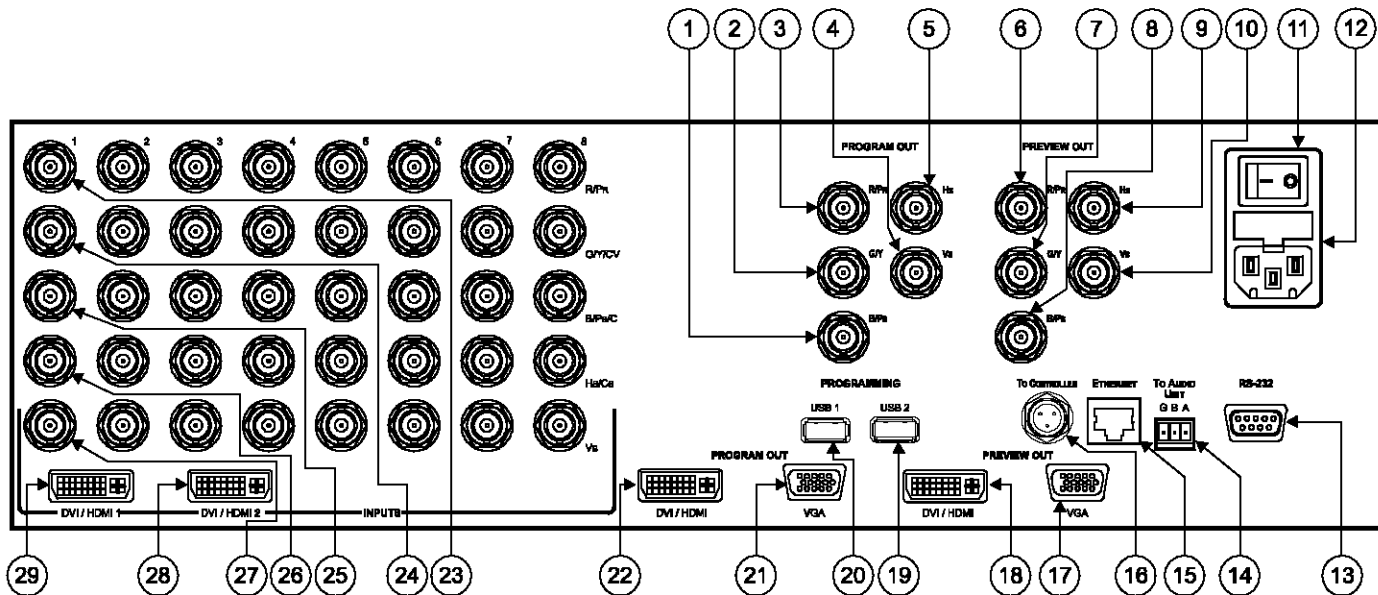 1 2 3 4 5 6 7 8 9 10 11 12
1 2 3 4 5 6 7 8
PROGRAM OUT PREVIEW OUT
R/PR R/PR Hs R/PR Hs
G/Y/CV G/Y Vs G/Y Vs
B/PB/C B/PB B/PB
Hs/Cs
Vs
PROGRAMMING
USB 1 USB 2
TO CONTROLLER ETHERNET TO AUDIO UNIT RS-232
G B A
PROGRAM OUT PREVIEW OUT
DVI / HDMI 1 DVI / HDMI 2 INPUTS DVI / HDMI VGA DVI / HDMI VGA
29 28 27 26 25 24 23 22 21 20 19 18 17 16 15 14 13